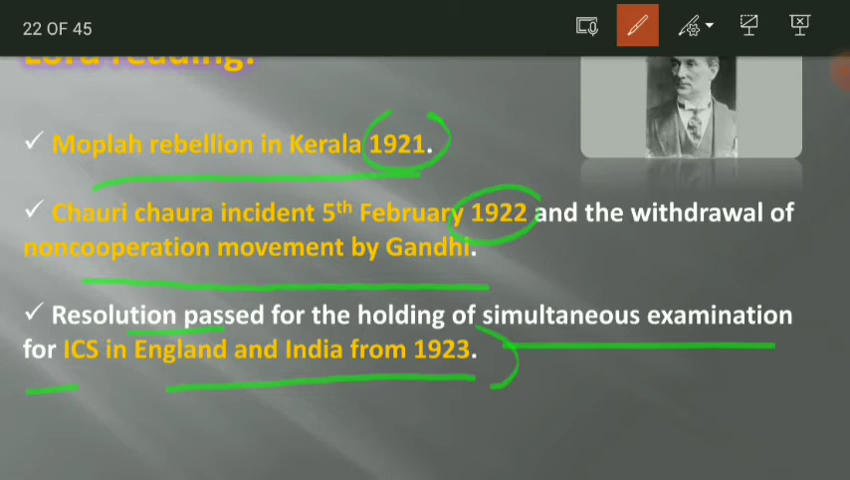 22 OF 45
Lord reading:
✓ Moplah rebellion in Kerala 1921.
✓ Chauri chaura incident 5th February 1922 and the withdrawal of
noncooperation movement by Gandhi.
✓ Resolution passed for the holding of simultaneous examination
for ICS in England and India from 1923.